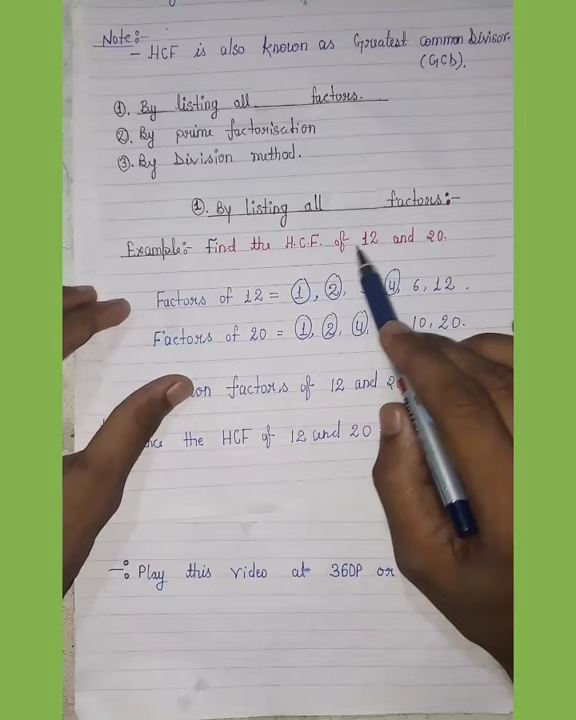 Note:-
- HCF is also known as Greatest common Divisor.
(GCD).
①. By listing all factors.
②. By prime factorisation
③. By Division method.
①. By listing all factors:-
Example:- Find the H.C.F. of 12 and 20.
Factors of 12 = ①, ②, ④ 6, 12.
Factors of 20 = ①, ②, ④, 10, 20.
factors of 12 and
the HCF of 12 and 20
-: Play this video at 360P or